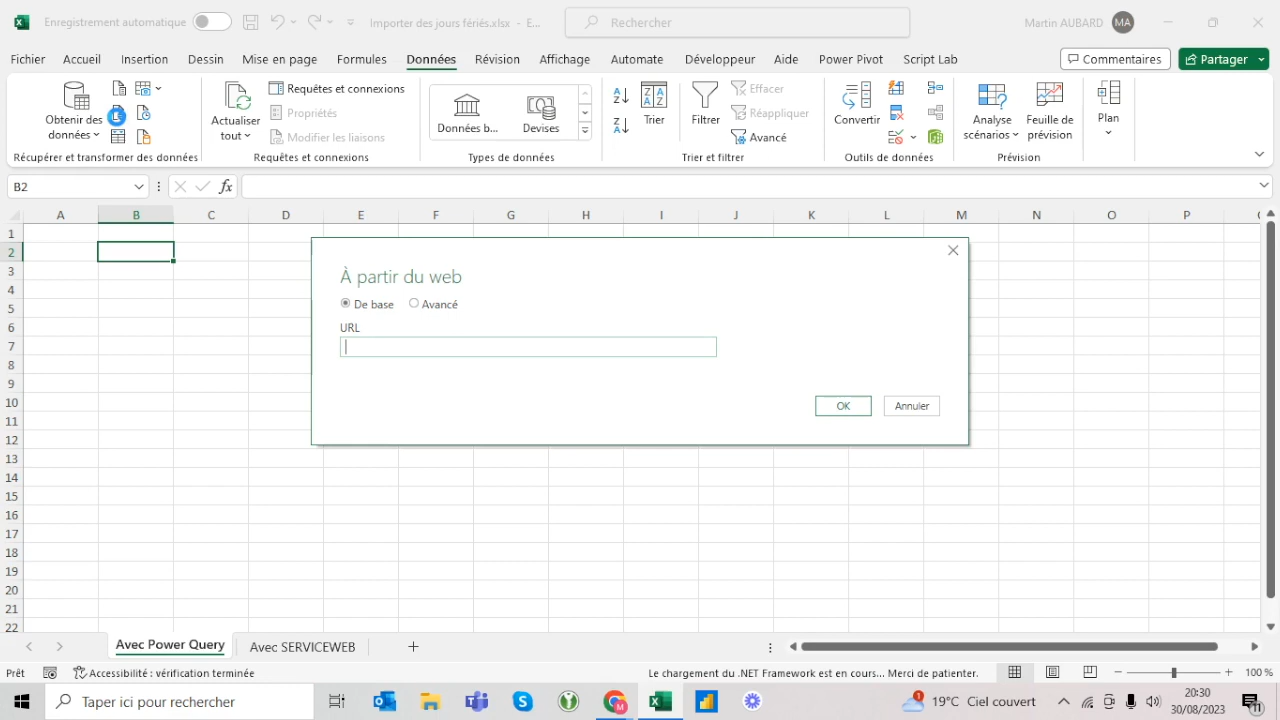 Enregistrement automatique
Importer des jours fériés.xlsx - E...
Rechercher
Martin AUBARD MA
Fichier Accueil Insertion Dessin Mise en page Formules Données Révision Affichage Automate Développeur Aide Power Pivot Script Lab
Commentaires Partager
Obtenir des données
Récupérer et transformer des données
Actualiser tout
Requêtes et connexions
Propriétés
Modifier les liaisons
Requêtes et connexions
Données b... Devises
Types de données
Trier
Filtrer
Effacer
Réappliquer
Avancé
Trier et filtrer
Convertir
Outils de données
Analyse scénarios
Feuille de prévision
Prévision
Plan
B2
fx
A B C D E F G H I J K L M N O P
1
2
3
4
5
6
7
8
9
10
11
12
13
14
15
16
17
18
19
20
21
22
À partir du web
De base Avancé
URL
OK Annuler
Avec Power Query Avec SERVICEWEB
Prêt Accessibilité : vérification terminée
Le chargement du .NET Framework est en cours... Merci de patienter.
100 %
Taper ici pour rechercher
M
1
19°C Ciel couvert
20:30
30/08/2023
11